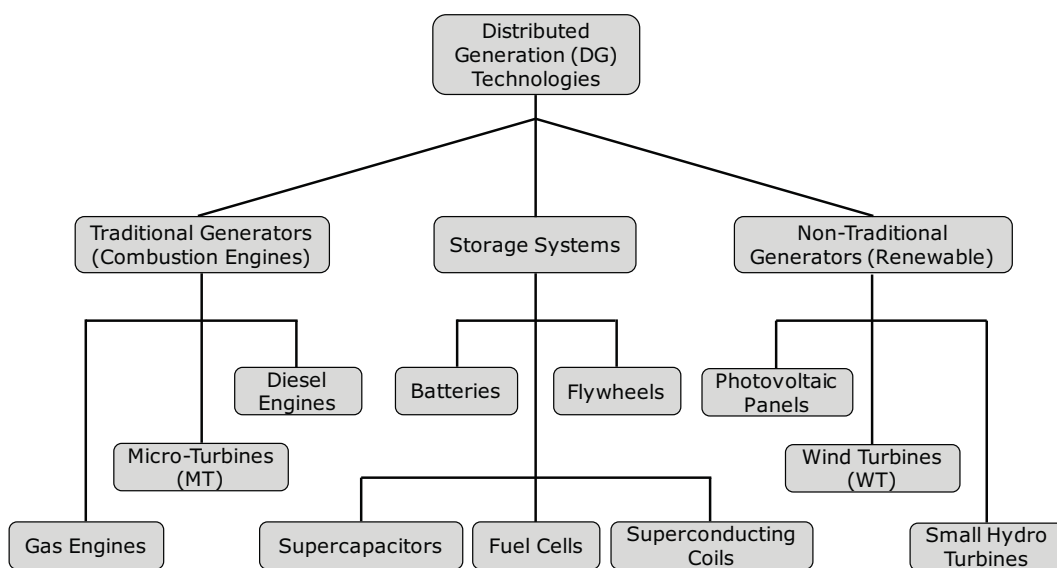 Distributed
Generation (DG)
Technologies
Traditional Generators
(Combustion Engines)
Storage Systems
Non-Traditional
Generators (Renewable)
Diesel
Engines
Batteries
Flywheels
Photovoltaic
Panels
Micro-Turbines
(MT)
Wind Turbines
(WT)
Gas Engines
Supercapacitors
Fuel Cells
Superconducting
Coils
Small Hydro
Turbines